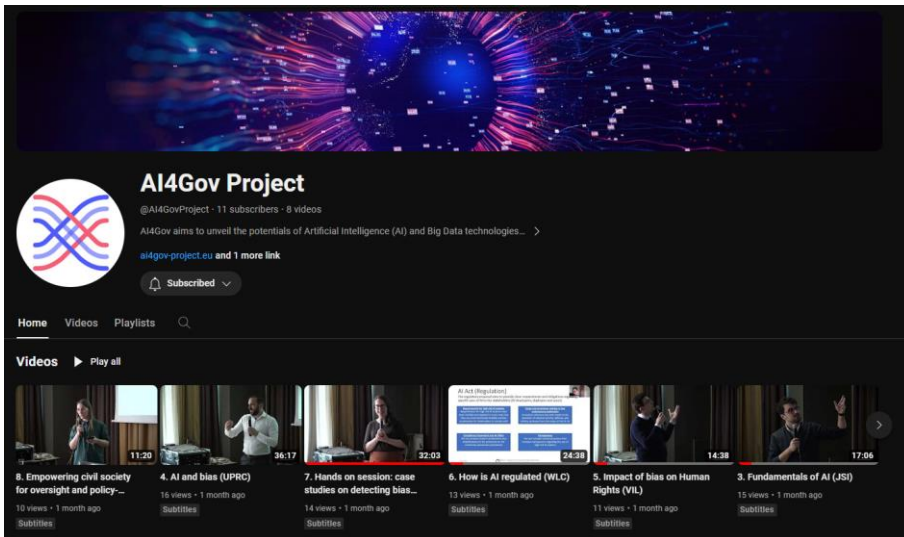 AI4Gov Project
@AI4GovProject · 11 subscribers · 8 videos
AI4Gov aims to unveil the potentials of Artificial Intelligence (AI) and Big Data technologies...
ai4gov-project.eu and 1 more link
Subscribed
Home Videos Playlists
Videos Play all
11:20
36:17
32:03
AI Act (Regulation)
24:38
14:38
17:06
8. Empowering civil society
for oversight and policy-...
10 views • 1 month ago
Subtitles
4. AI and bias (UPRC)
16 views • 1 month ago
Subtitles
7. Hands on session: case
studies on detecting bias...
14 views • 1 month ago
Subtitles
6. How is AI regulated (WLC)
13 views • 1 month ago
Subtitles
5. Impact of bias on Human
Rights (VIL)
11 views • 1 month ago
Subtitles
3. Fundamentals of AI (JSI)
15 views • 1 month ago
Subtitles